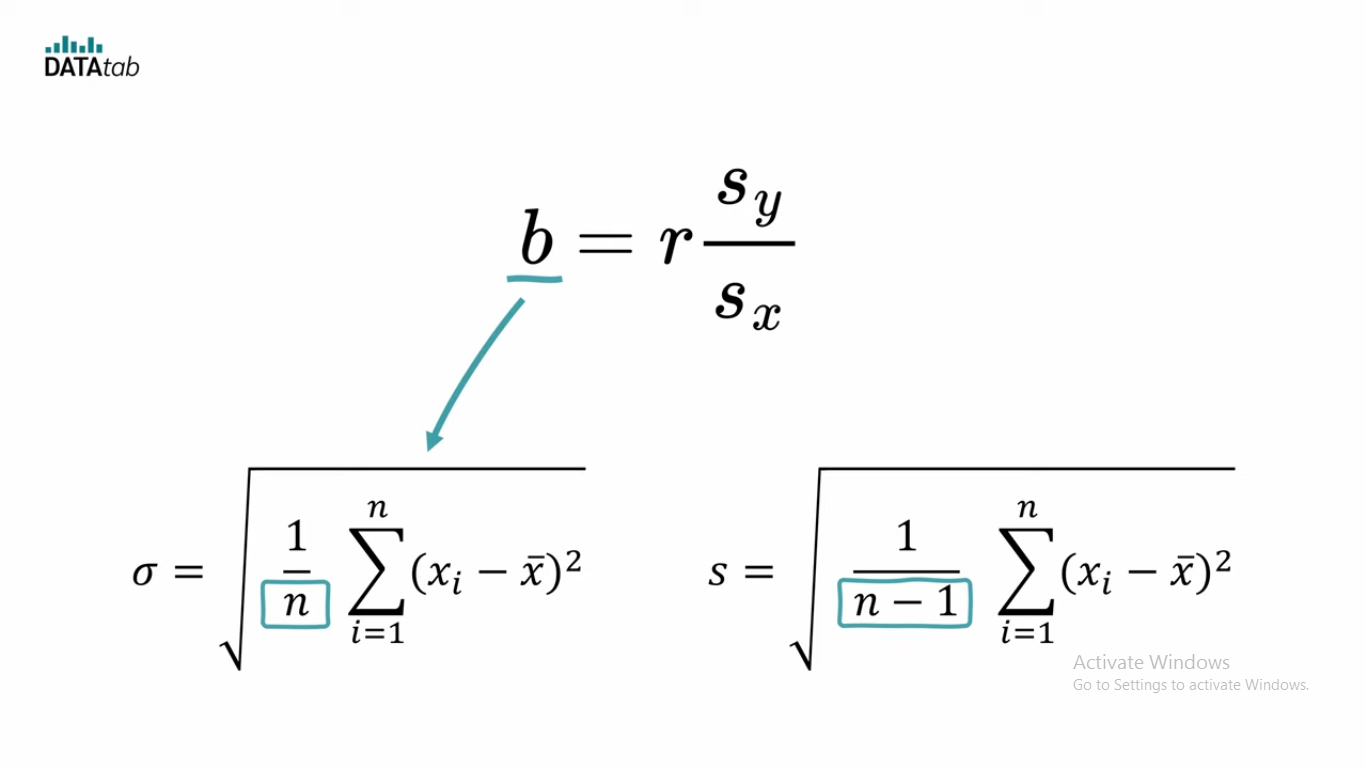 DATAtab
b = r s_y / s_x
σ = √( 1/n ∑_{i=1}^{n} (x_i − x̄)² )
s = √( 1/(n − 1) ∑_{i=1}^{n} (x_i − x̄)² )
Activate Windows
Go to Settings to activate Windows.